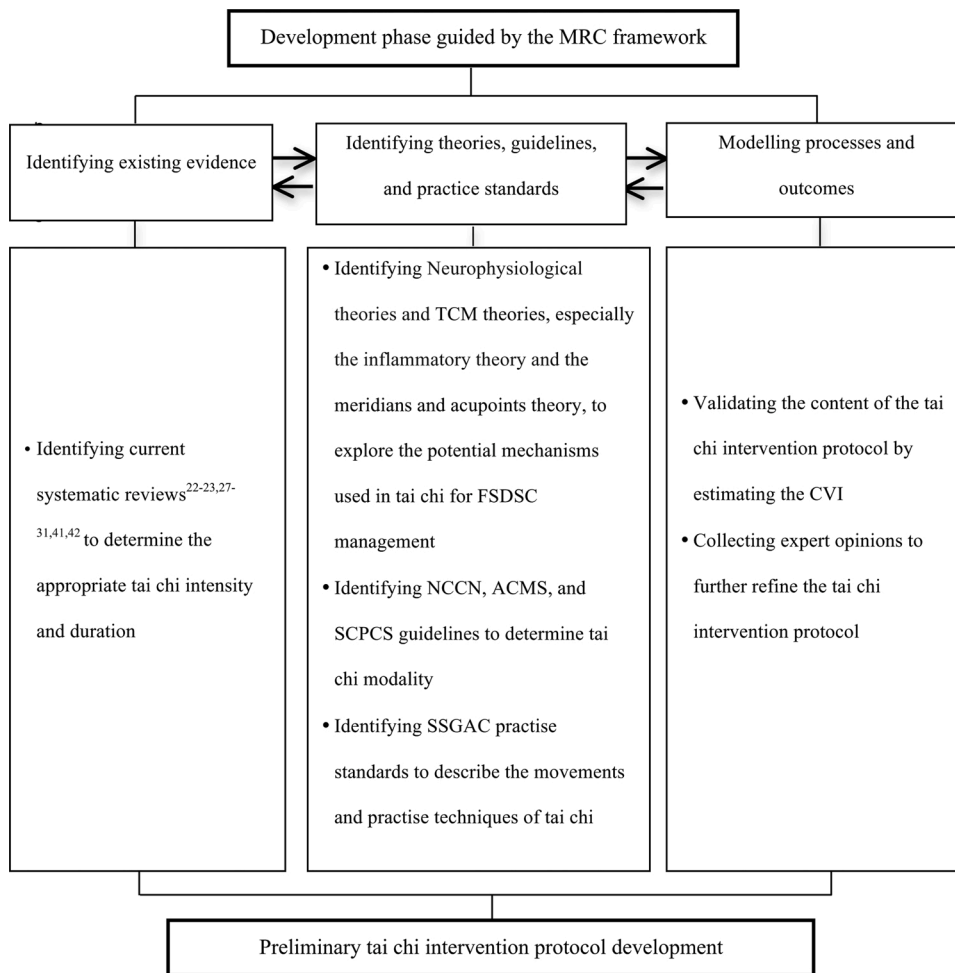 Development phase guided by the MRC framework
Identifying existing evidence
Identifying theories, guidelines,
and practice standards
Modelling processes and
outcomes
• Identifying current
systematic reviews22-23,27-
31,41,42 to determine the
appropriate tai chi intensity
and duration
• Identifying Neurophysiological
theories and TCM theories, especially
the inflammatory theory and the
meridians and acupoints theory, to
explore the potential mechanisms
used in tai chi for FSDSC
management
• Identifying NCCN, ACMS, and
SCPCS guidelines to determine tai
chi modality
• Identifying SSGAC practise
standards to describe the movements
and practise techniques of tai chi
• Validating the content of the tai
chi intervention protocol by
estimating the CVI
• Collecting expert opinions to
further refine the tai chi
intervention protocol
Preliminary tai chi intervention protocol development